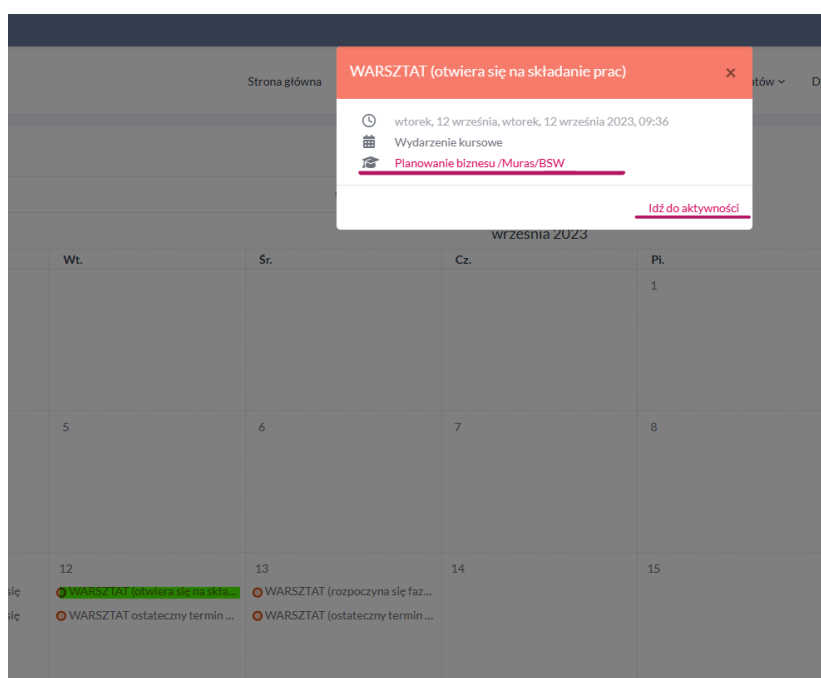 WARSZTAT (otwiera się na składanie prac) ×
Strona główna
ntów
D
wtorek, 12 września, wtorek, 12 września 2023, 09:36
Wydarzenie kursowe
Planowanie biznesu /Muras/BSW
Idź do aktywności
września 2023
Wt. Śr. Cz. Pi.
1
5 6 7 8
12 13 14 15
się WARSZTAT (otwiera się na skła... WARSZTAT (rozpoczyna się faz...
się WARSZTAT ostateczny termin ... WARSZTAT (ostateczny termin ...